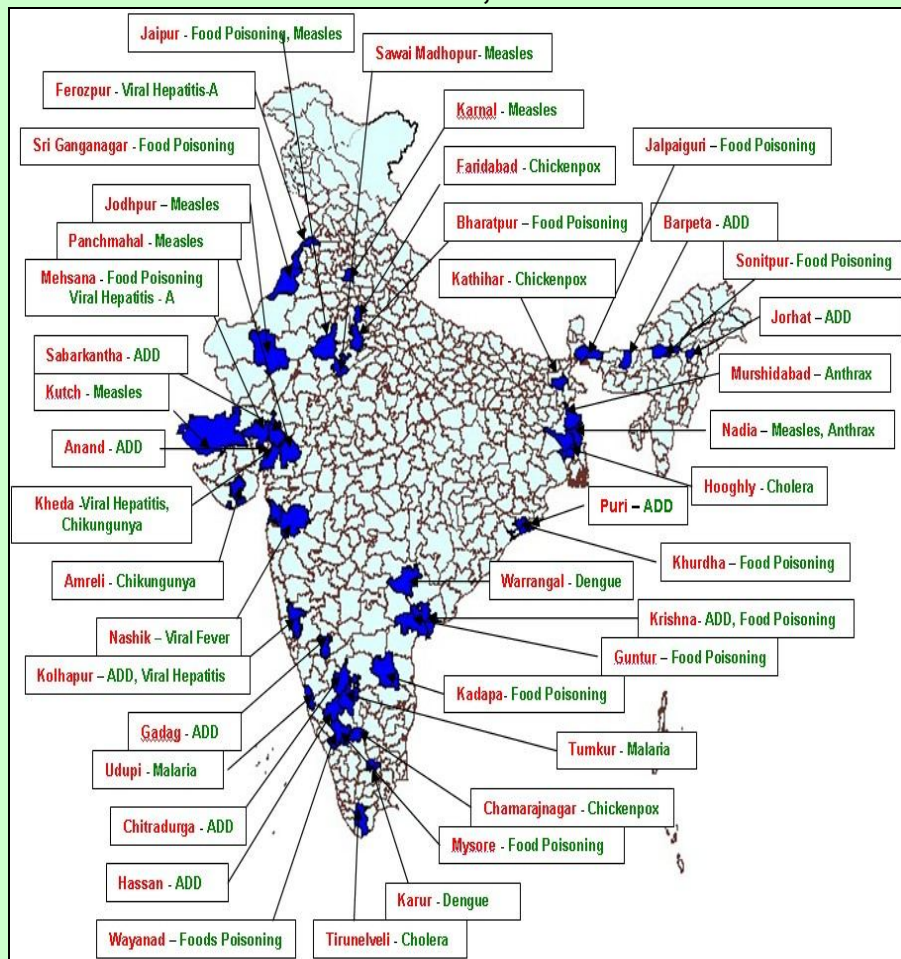 Jaipur - Food Poisoning, Measles
Sawai Madhopur- Measles
Ferozpur - Viral Hepatitis-A
Karnal - Measles
Sri Ganganagar - Food Poisoning
Jalpaiguri – Food Poisoning
Faridabad - Chickenpox
Jodhpur - Measles
Bharatpur – Food Poisoning
Barpeta - ADD
Panchmahal - Measles
Sonitpur- Food Poisoning
Mehsana - Food Poisoning
Viral Hepatitis - A
Kathihar - Chickenpox
Jorhat – ADD
Sabarkantha - ADD
Murshidabad – Anthrax
Kutch - Measles
Nadia – Measles, Anthrax
Anand - ADD
Hooghly - Cholera
Kheda -Viral Hepatitis,
Chikungunya
Puri – ADD
Khurdha – Food Poisoning
Amreli - Chikungunya
Warrangal - Dengue
Krishna- ADD, Food Poisoning
Nashik – Viral Fever
Guntur – Food Poisoning
Kolhapur – ADD, Viral Hepatitis
Kadapa- Food Poisoning
Gadag - ADD
Tumkur - Malaria
Udupi - Malaria
Chamarajnagar - Chickenpox
Chitradurga - ADD
Mysore - Food Poisoning
Hassan - ADD
Karur - Dengue
Wayanad – Foods Poisoning
Tirunelveli - Cholera